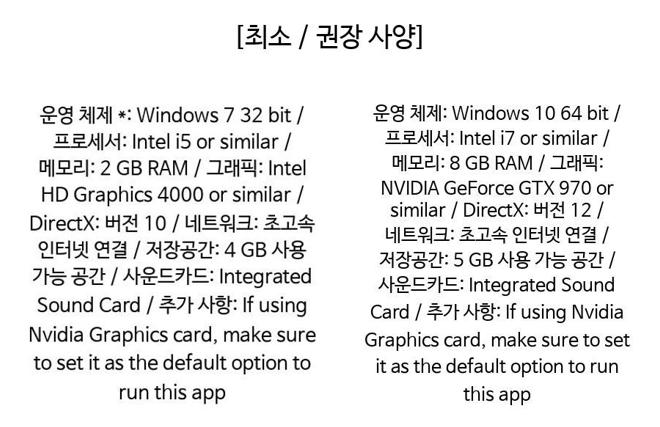 [최소 / 권장 사양]
운영 체제 *: Windows 7 32 bit /
프로세서: Intel i5 or similar /
메모리: 2 GB RAM / 그래픽: Intel
HD Graphics 4000 or similar /
DirectX: 버전 10 / 네트워크: 초고속
인터넷 연결 / 저장공간: 4 GB 사용
가능 공간 / 사운드카드: Integrated
Sound Card / 추가 사항: If using
Nvidia Graphics card, make sure
to set it as the default option to
run this app
운영 체제: Windows 10 64 bit /
프로세서: Intel i7 or similar /
메모리: 8 GB RAM / 그래픽:
NVIDIA GeForce GTX 970 or
similar / DirectX: 버전 12 /
네트워크: 초고속 인터넷 연결 /
저장공간: 5 GB 사용 가능 공간 /
사운드카드: Integrated Sound
Card / 추가 사항: If using Nvidia
Graphics card, make sure to set
it as the default option to run
this app